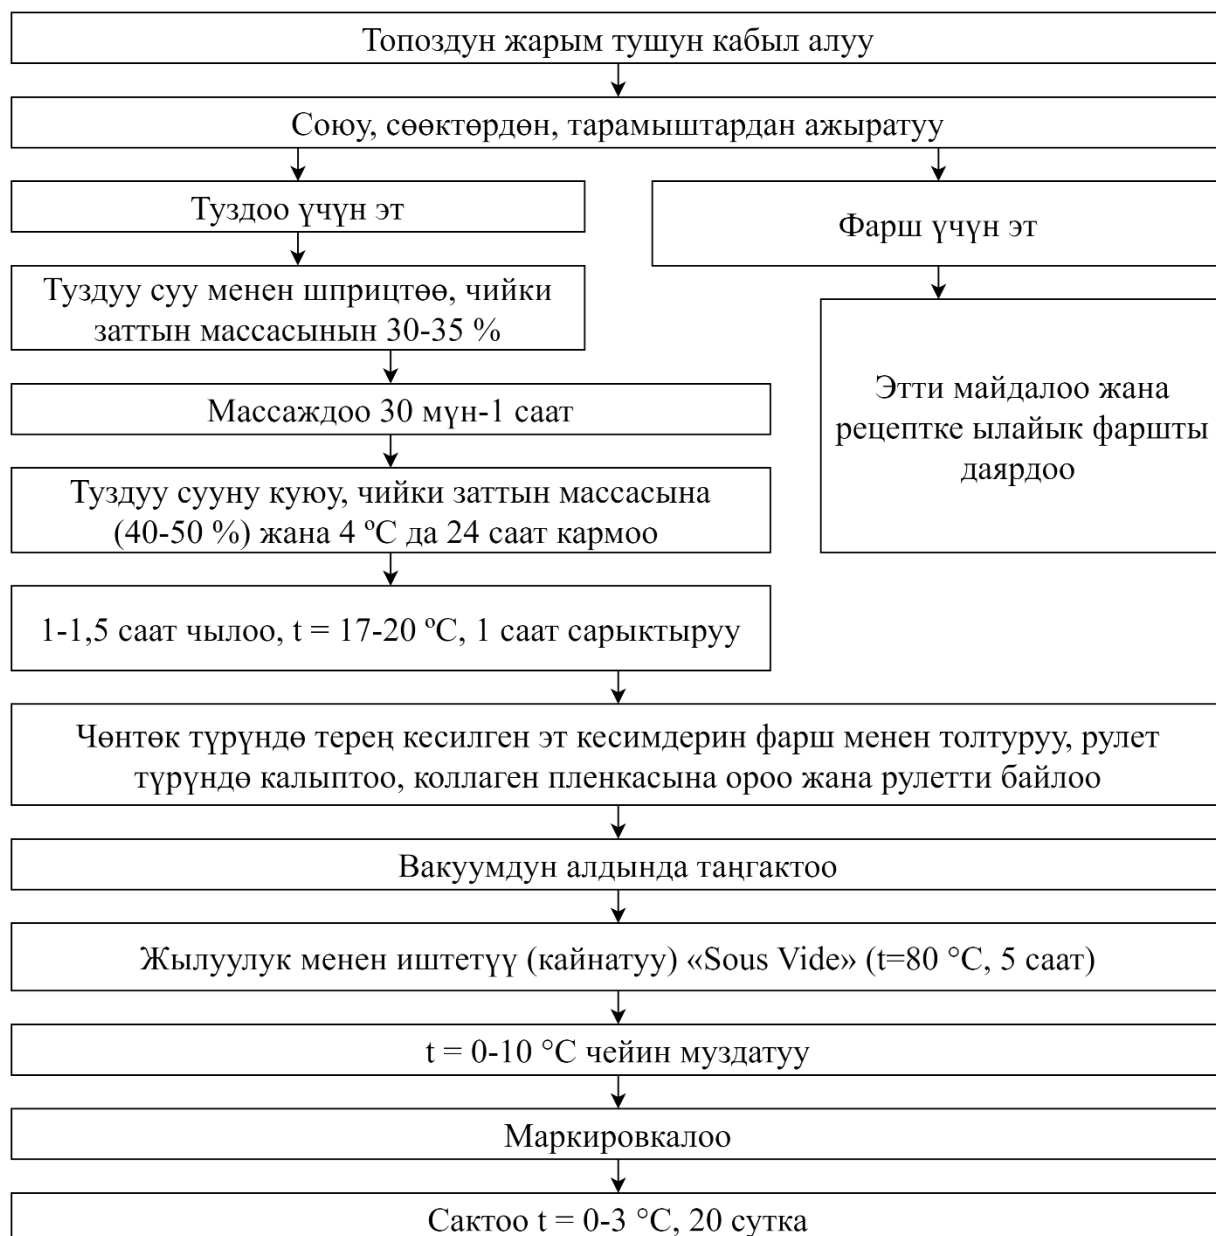 Топоздун жарым тушун кабыл алуу
Союу, сөөктөрдөн, тарамыштардан ажыратуу
Туздоо үчүн эт
Фарш үчүн эт
Туздуу суу менен шприцтөө, чийки
заттын массасынын 30-35 %
Массаждоо 30 мүн-1 саат
Этти майдалоо жана
рецептке ылайык фаршты
даярдоо
Туздуу сууну куюу, чийки заттын массасына
(40-50 %) жана 4 ºС да 24 саат кармоо
1-1,5 саат чылоо, t = 17-20 ºС, 1 саат сарыктыруу
Чөнтөк түрүндө терең кесилген эт кесимдерин фарш менен толтуруу, рулет
түрүндө калыптоо, коллаген пленкасына ороо жана рулетти байлоо
Вакуумдун алдында таңгактоо
Жылуулук менен иштетүү (кайнатуу) «Sous Vide» (t=80 °С, 5 саат)
t = 0-10 °С чейин муздатуу
Маркировкалоо
Сактоо t = 0-3 °С, 20 сутка